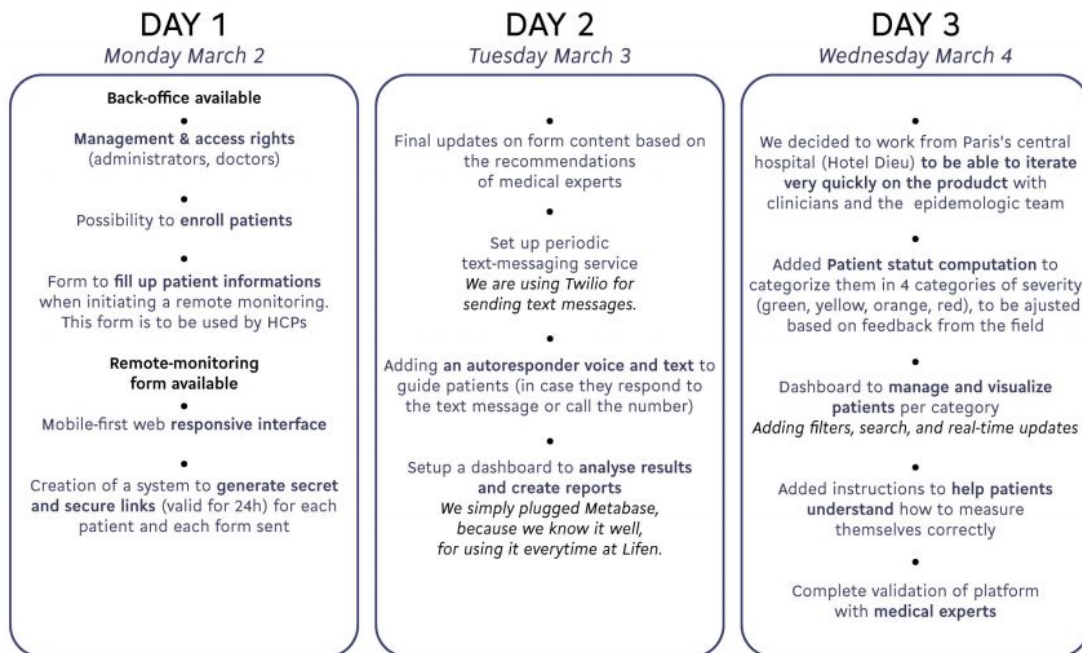 DAY 1
Monday March 2
Back-office available
•
Management & access rights
(administrators, doctors)
•
Possibility to enroll patients
•
Form to fill up patient informations
when initiating a remote monitoring.
This form is to be used by HCPs
Remote-monitoring
form available
•
Mobile-first web responsive interface
•
Creation of a system to generate secret
and secure links (valid for 24h) for each
patient and each form sent
DAY 2
Tuesday March 3
•
Final updates on form content based on
the recommendations
of medical experts
•
Set up periodic
text-messaging service
We are using Twilio for
sending text messages.
•
Adding an autoresponder voice and text to
guide patients (in case they respond to
the text message or call the number)
•
Setup a dashboard to analyse results
and create reports
We simply plugged Metabase,
because we know it well,
for using it everytime at Lifen.
DAY 3
Wednesday March 4
•
We decided to work from Paris's central
hospital (Hotel Dieu) to be able to iterate
very quickly on the produdct with
clinicians and the epidemologic team
•
Added Patient statut computation to
categorize them in 4 categories of severity
(green, yellow, orange, red), to be ajusted
based on feedback from the field
•
Dashboard to manage and visualize
patients per category
Adding filters, search, and real-time updates
•
Added instructions to help patients
understand how to measure
themselves correctly
•
Complete validation of platform
with medical experts